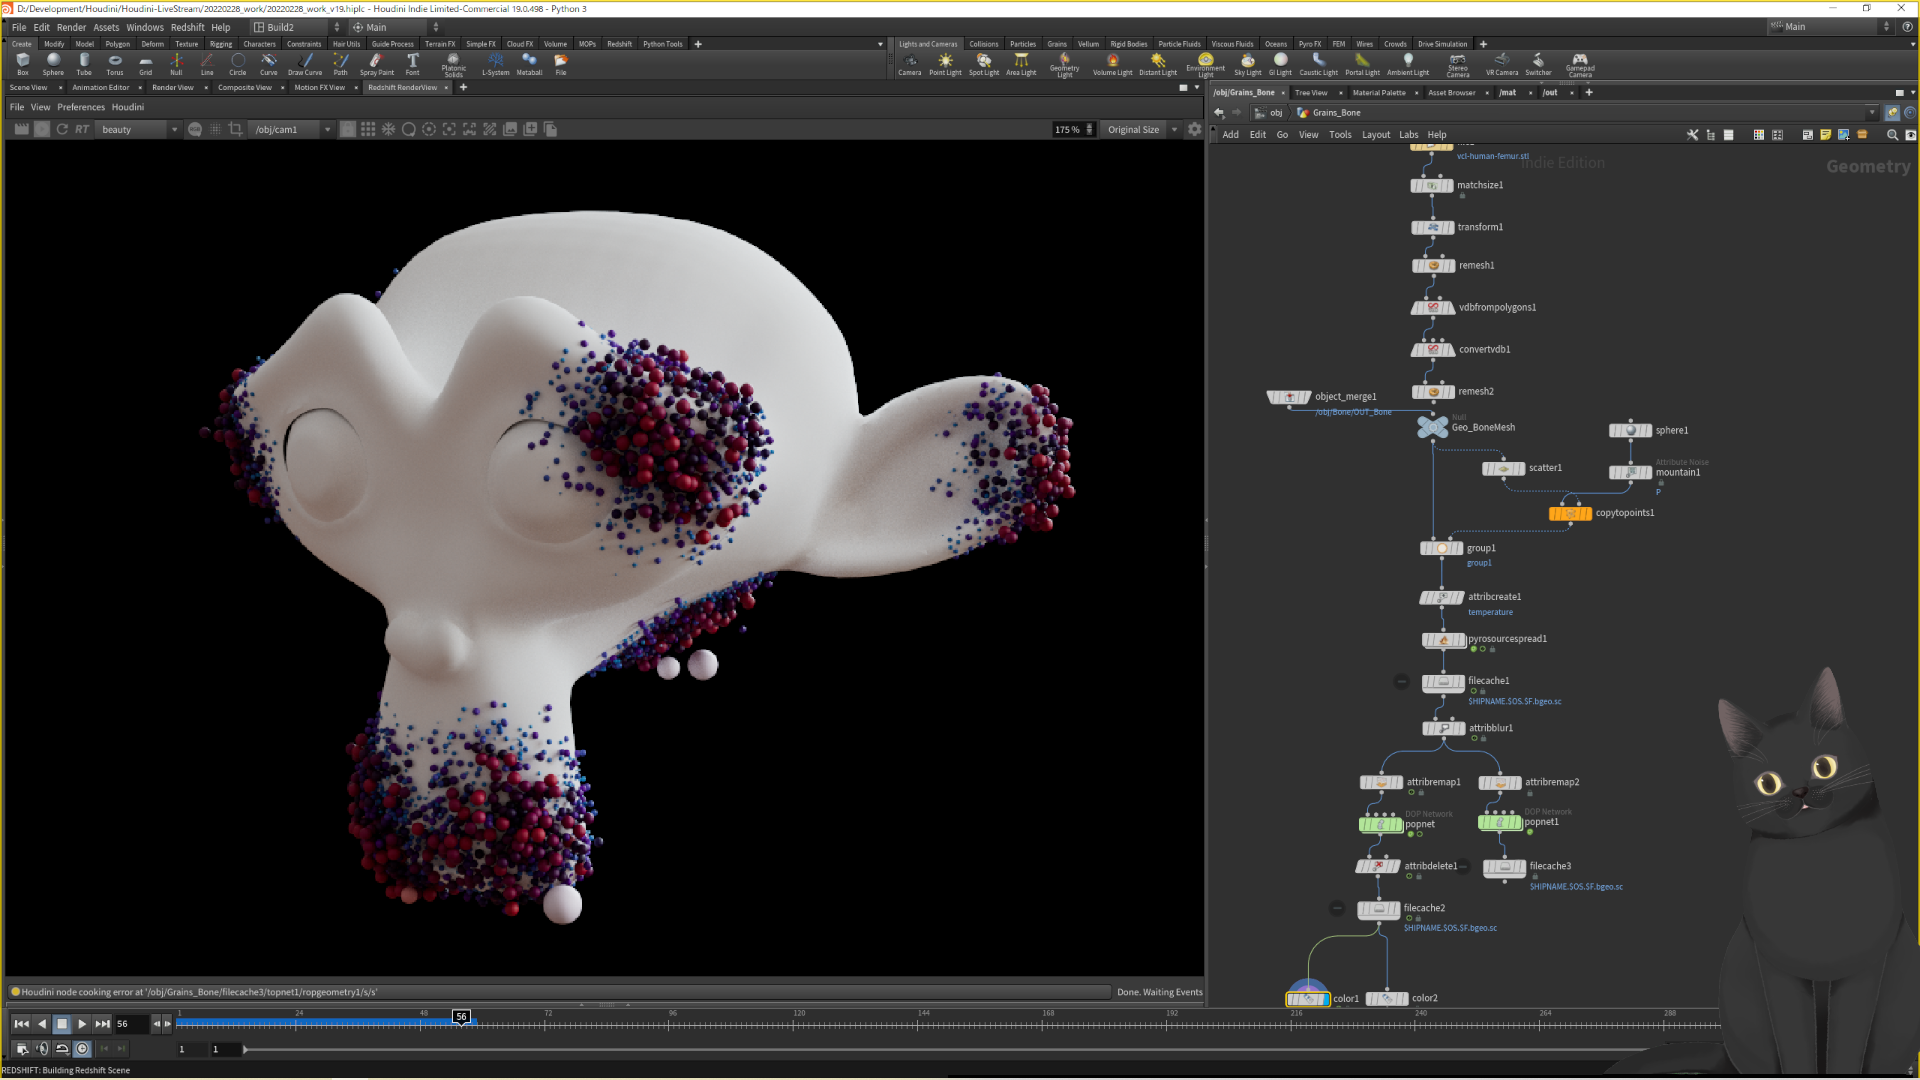 D:/Development/Houdini/Houdini-LiveStream/20220228_work/20220228_work_v19.hiplc - Houdini Indie Limited-Commercial 19.0.498 - Python 3
File Edit Render Assets Windows Redshift Help Build2 Main Main
Create Modify Model Polygon Deform Texture Rigging Characters Constraints Hair Utils Guide Process Terrain FX Simple FX Cloud FX Volume MOPs Redshift Python Tools
Lights and Cameras Collisions Particles Grains Vellum Rigid Bodies Particle Fluids Viscous Fluids Oceans Pyro FX FEM Wires Crowds Drive Simulation
Box Sphere Tube Torus Grid Null Line Circle Curve Draw Curve Path Spray Paint Font Platonic Solids L-System Metaball File
Camera Point Light Spot Light Area Light Geometry Light Volume Light Distant Light Environment Light Sky Light GI Light Caustic Light Portal Light Ambient Light Stereo Camera VR Camera Switcher Gamepad Camera
Scene View Animation Editor Render View Composite View Motion FX View Redshift RenderView
/obj/Grains_Bone Tree View Material Palette Asset Browser /mat /out
File View Preferences Houdini
obj Grains_Bone
RT beauty /obj/cam1 175 % Original Size
Add Edit Go View Tools Layout Labs Help
vcl-human-femur.stl
Indie Edition
Geometry
matchsize1
transform1
remesh1
vdbfrompolygons1
convertvdb1
remesh2
object_merge1
/obj/Bone/OUT_Bone
Null
Geo_BoneMesh
sphere1
scatter1
Attribute Noise
mountain1
P
copytopoints1
group1
group1
attribcreate1
temperature
pyrosourcespread1
filecache1
$HIPNAME.$OS.$F.bgeo.sc
attribblur1
attribremap1
attribremap2
DOP Network
popnet
DOP Network
popnet1
attribdelete1
filecache3
$HIPNAME.$OS.$F.bgeo.sc
filecache2
$HIPNAME.$OS.$F.bgeo.sc
color1
color2
Houdini node cooking error at '/obj/Grains_Bone/filecache3/topnet1/ropgeometry1/s/s'
Done. Waiting Events
56
1 24 48 56 72 96 120 144 168 192 216 240 264 288
1 1
REDSHIFT: Building Redshift Scene